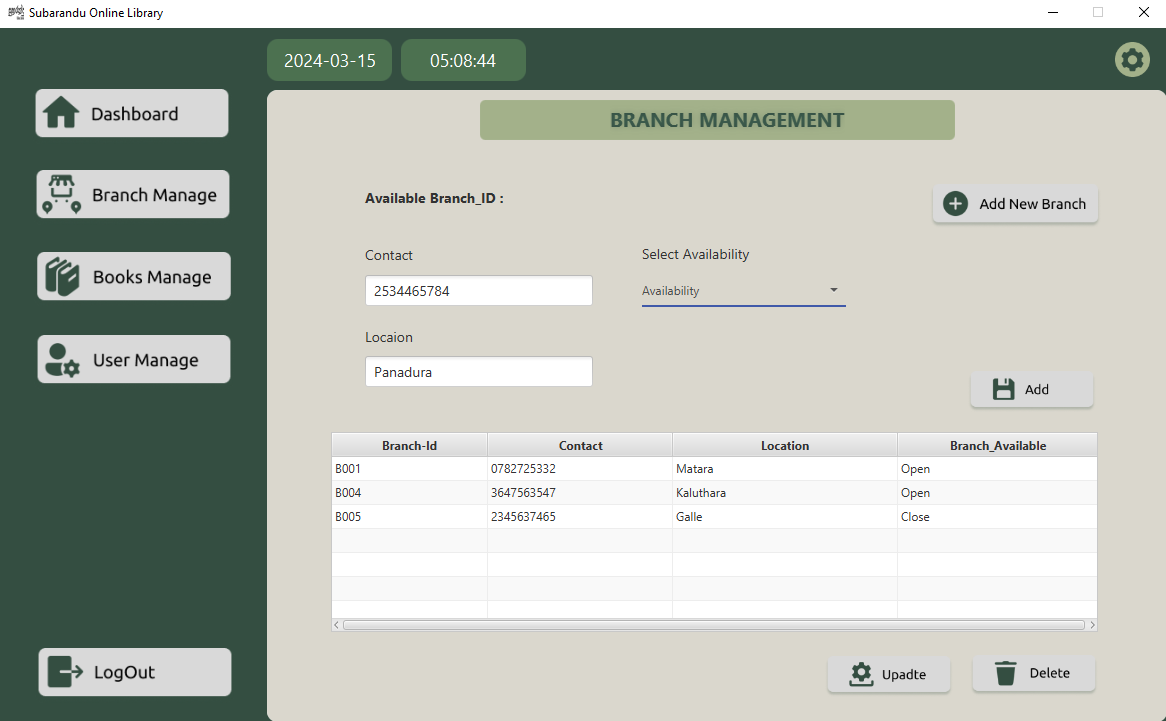 Subarandu Online Library
2024-03-15 05:08:44
Dashboard
Branch Manage
Books Manage
User Manage
LogOut
BRANCH MANAGEMENT
Available Branch_ID :
Add New Branch
Contact
Select Availability
2534465784
Availability
Locaion
Panadura
Add
Branch-Id Contact Location Branch_Available
B001 0782725332 Matara Open
B004 3647563547 Kaluthara Open
B005 2345637465 Galle Close
Upadte
Delete